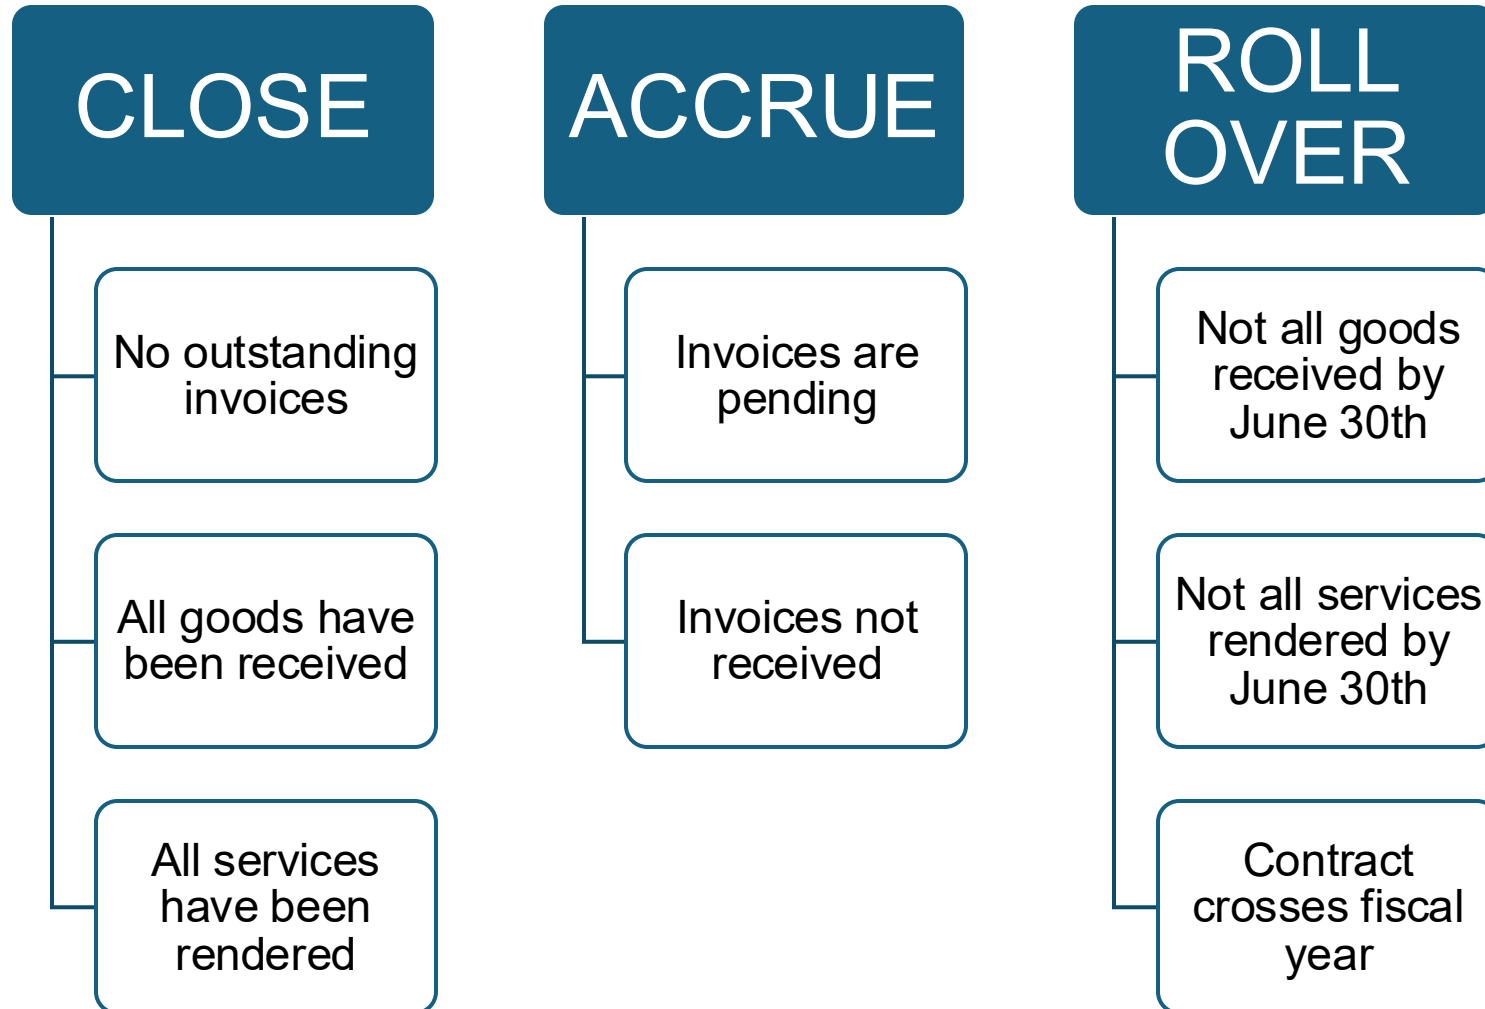 CLOSE
No outstanding
invoices
All goods have
been received
All services
have been
rendered
ACCRUE
Invoices are
pending
Invoices not
received
ROLL
OVER
Not all goods
received by
June 30th
Not all services
rendered by
June 30th
Contract
crosses fiscal
year